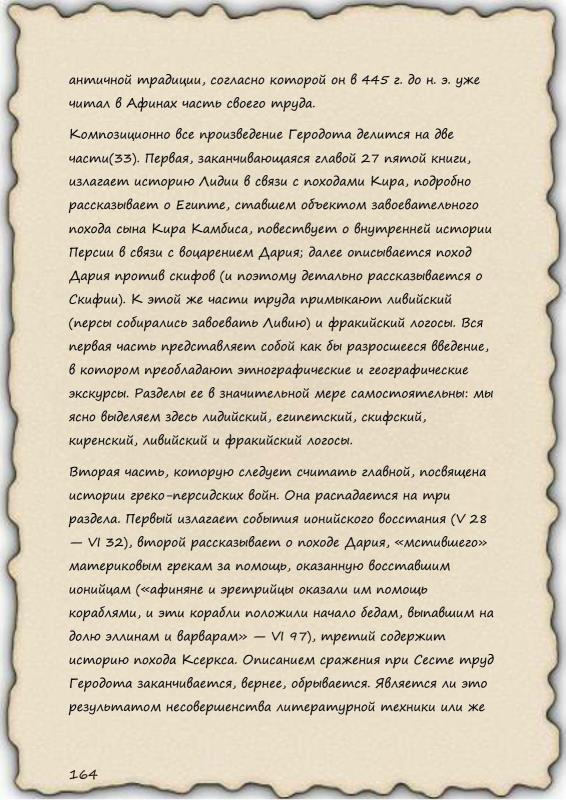 античной традиции, согласно которой он в 445 г. до н. э. уже
читал в Афинах часть своего труда.
Композиционно все произведение Геродота делится на две
части(33). Первая, заканчивающаяся главой 27 пятой книги,
излагает историю Лидии в связи с походами Кира, подробно
рассказывает о Египте, ставшем объектом завоевательного
похода сына Кира Камбиса, повествует о внутренней истории
Персии в связи с воцарением Дария; далее описывается поход
Дария против скифов (и поэтому детально рассказывается о
Скифии). К этой же части труда примыкают ливийский
(персы собирались завоевать Ливию) и фракийский логосы. Вся
первая часть представляет собой как бы разросшееся введение,
в котором преобладают этнографические и географические
экскурсы. Разделы ее в значительной мере самостоятельны: мы
ясно выделяем здесь лидийский, египетский, скифский,
киренский, ливийский и фракийский логосы.
Вторая часть, которую следует считать главной, посвящена
истории греко-персидских войн. Она распадается на три
раздела. Первый излагает события ионийского восстания (V 28
— VI 32), второй рассказывает о походе Дария, «мстившего»
материковым грекам за помощь, оказанную восставшим
ионийцам («афиняне и эретрийцы оказали им помощь
кораблями, и эти корабли положили начало бедам, выпавшим на
долю эллинам и варварам» — VI 97), третий содержит
историю похода Ксеркса. Описанием сражения при Сесте труд
Геродота заканчивается, вернее, обрывается. Является ли это
результатом несовершенства литературной техники или же
164